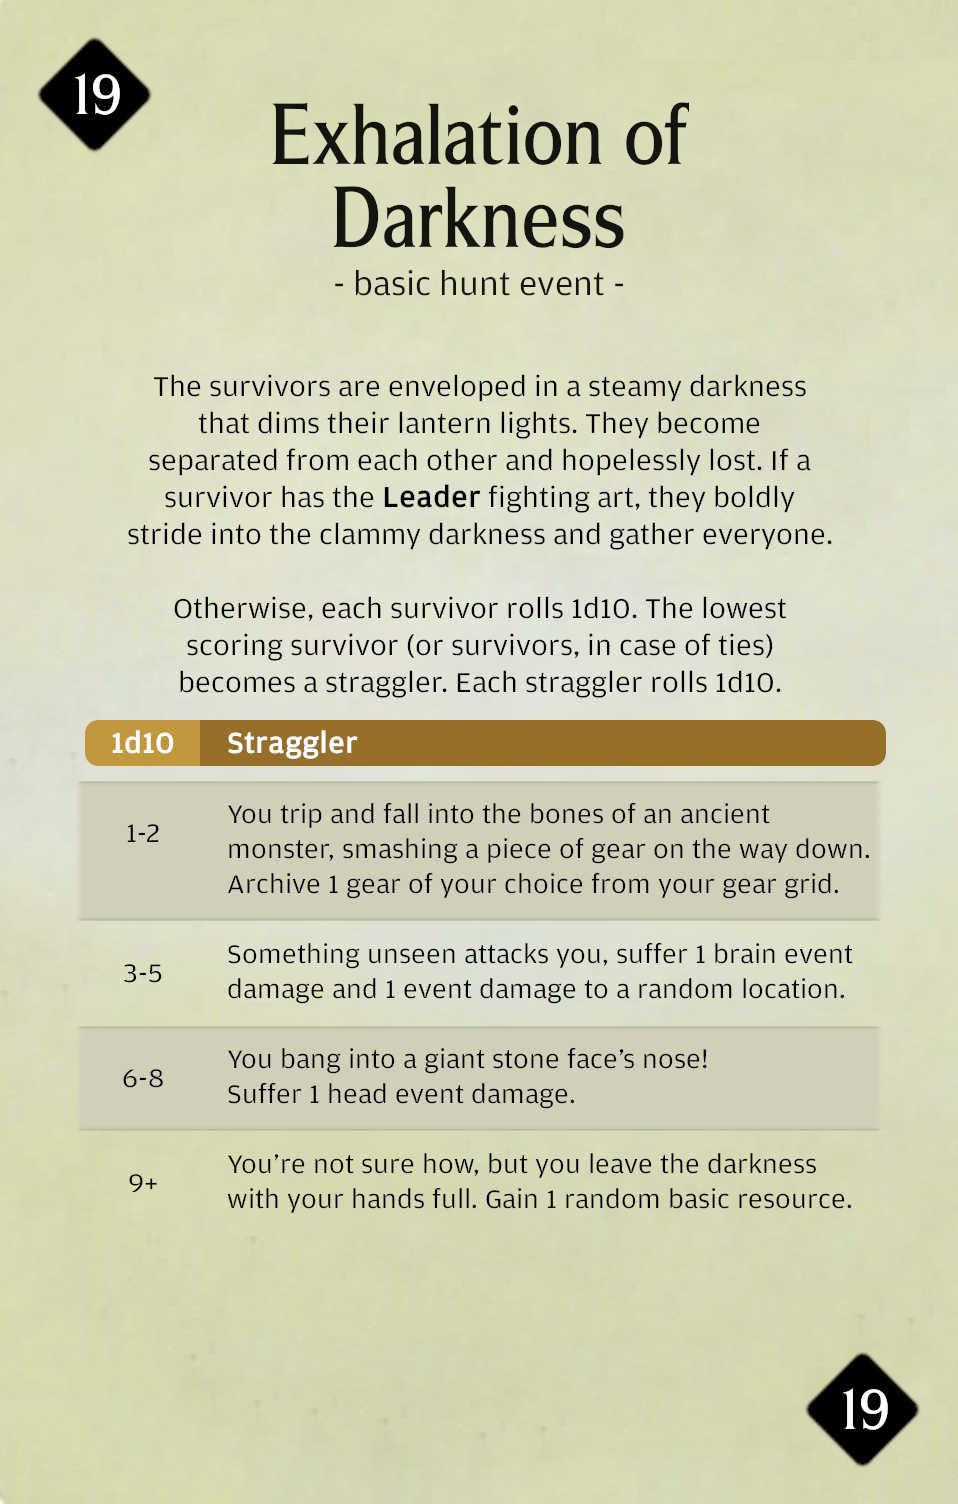 19
Exhalation of
Darkness
- basic hunt event -
The survivors are enveloped in a steamy darkness
that dims their lantern lights. They become
separated from each other and hopelessly lost. If a
survivor has the Leader fighting art, they boldly
stride into the clammy darkness and gather everyone.
Otherwise, each survivor rolls 1d10. The lowest
scoring survivor (or survivors, in case of ties)
becomes a straggler. Each straggler rolls 1d10.
1d10 Straggler
1-2 You trip and fall into the bones of an ancient
monster, smashing a piece of gear on the way down.
Archive 1 gear of your choice from your gear grid.
3-5 Something unseen attacks you, suffer 1 brain event
damage and 1 event damage to a random location.
6-8 You bang into a giant stone face’s nose!
Suffer 1 head event damage.
9+ You’re not sure how, but you leave the darkness
with your hands full. Gain 1 random basic resource.
19